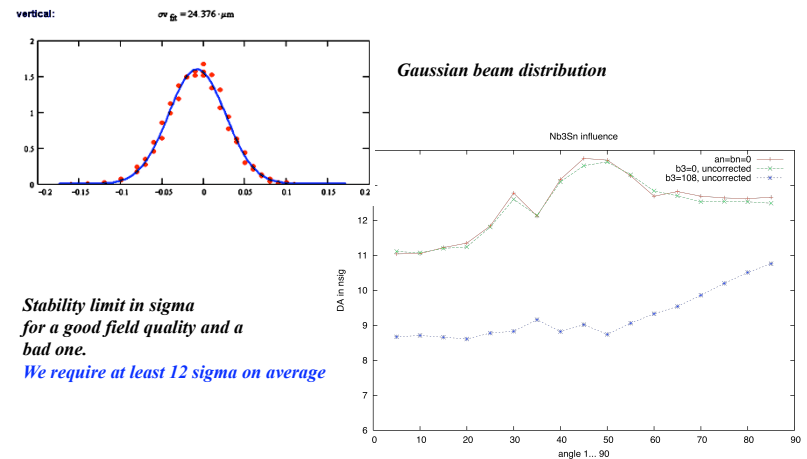 vertical:
σv fit = 24.376 · μm
2
1.5
1
0.5
0
-0.2
-0.15
-0.1
-0.05
0
0.05
0.1
0.15
0.2
Gaussian beam distribution
Nb3Sn influence
an=bn=0
b3=0, uncorrected
b3=108, uncorrected
DA in nsig
12
11
10
9
8
7
6
0
10
20
30
40
50
60
70
80
90
angle 1... 90
Stability limit in sigma
for a good field quality and a
bad one.
We require at least 12 sigma on average